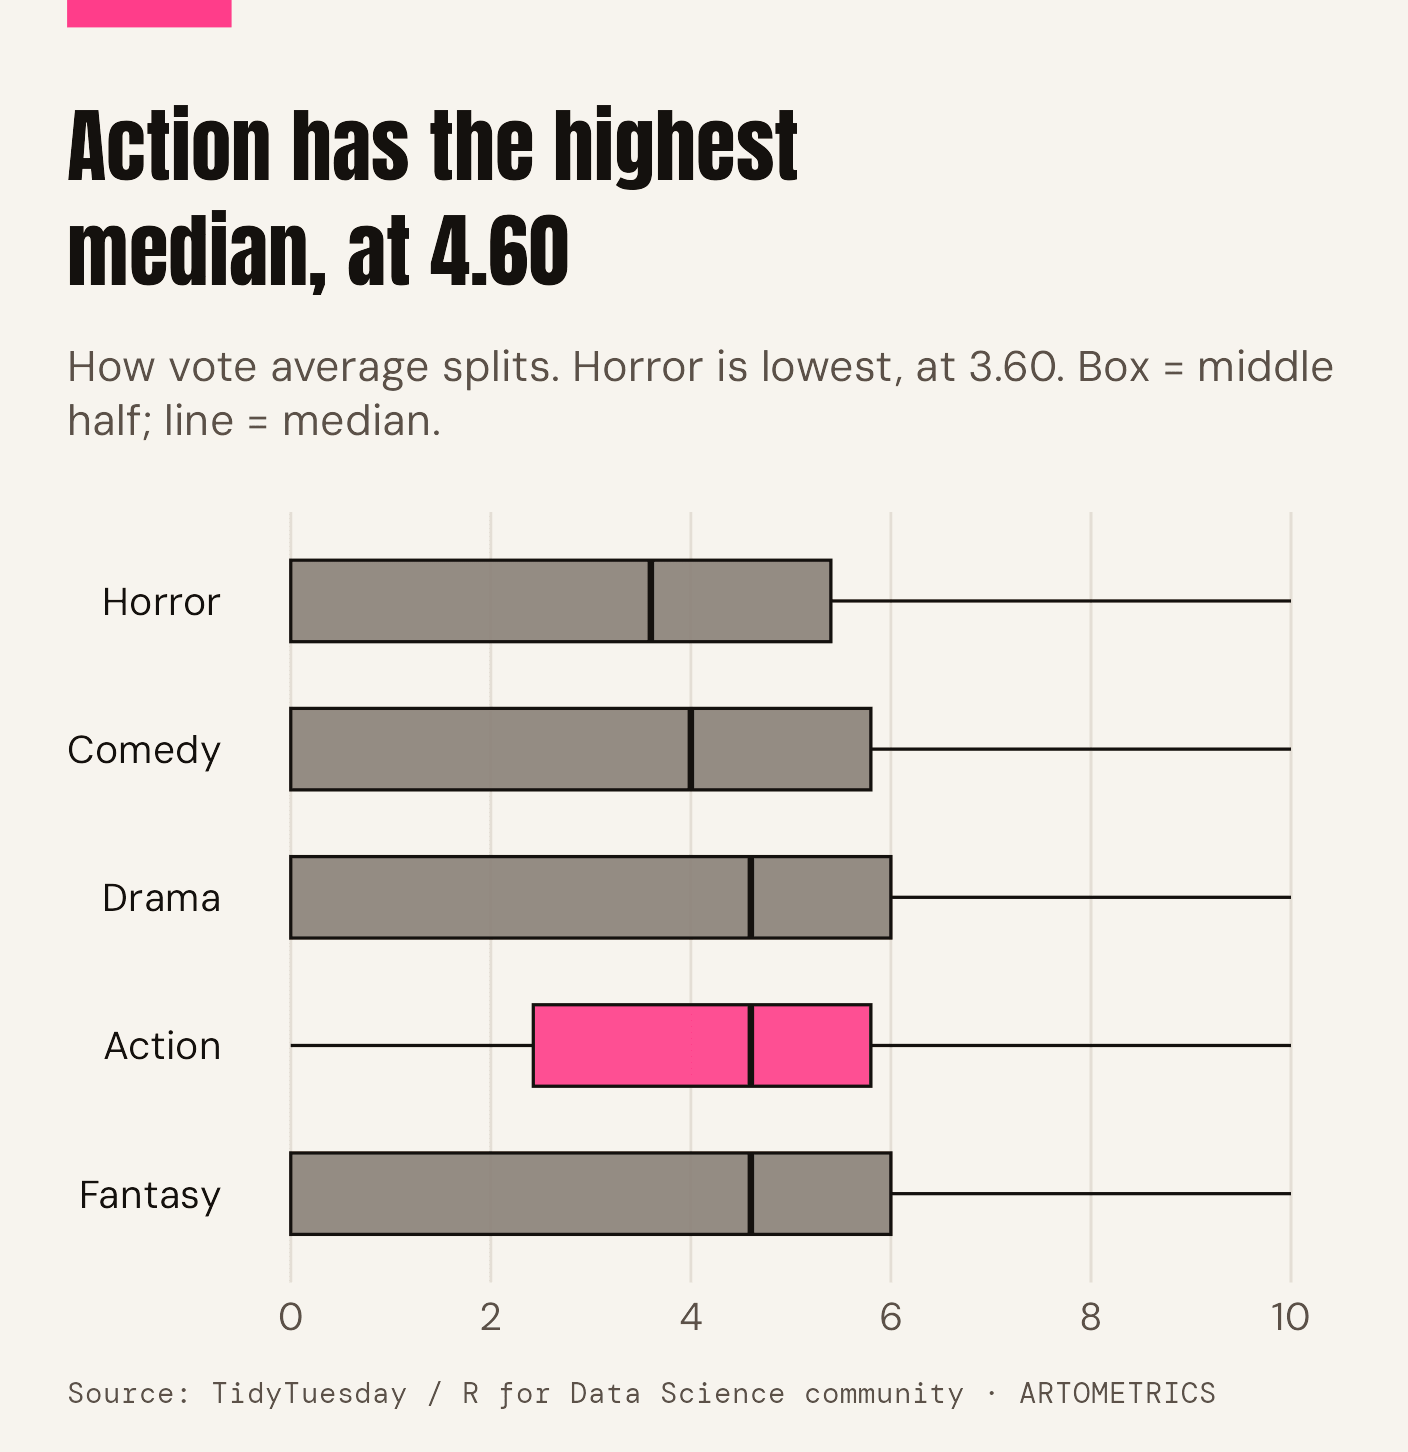 Action has the highest
median, at 4.60
How vote average splits. Horror is lowest, at 3.60. Box = middle
half; line = median.
Horror
Comedy
Drama
Action
Fantasy
0 2 4 6 8 10
Source: TidyTuesday / R for Data Science community · ARTOMETRICS